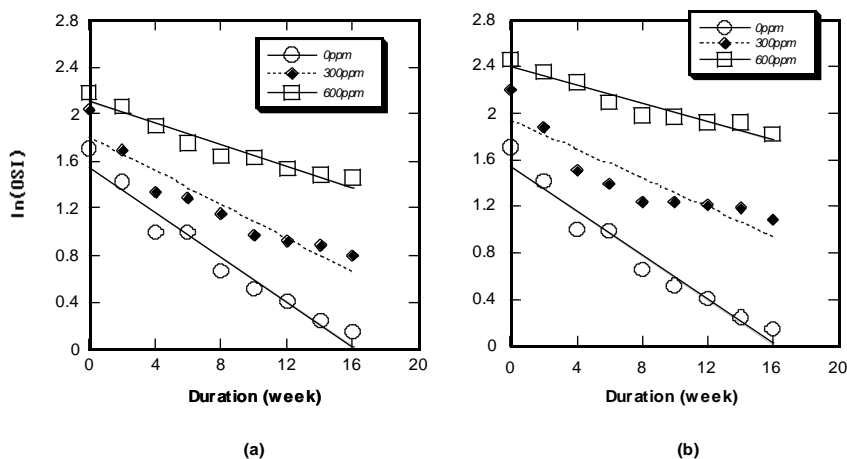 2.8
2.4
2
1.6
1.2
0.8
0.4
0
ln(OSI)
0ppm
300ppm
600ppm
0 4 8 12 16 20
Duration (week)
(a)
2.8
2.4
2
1.6
1.2
0.8
0.4
0
0ppm
300ppm
600ppm
0 4 8 12 16 20
Duration (week)
(b)